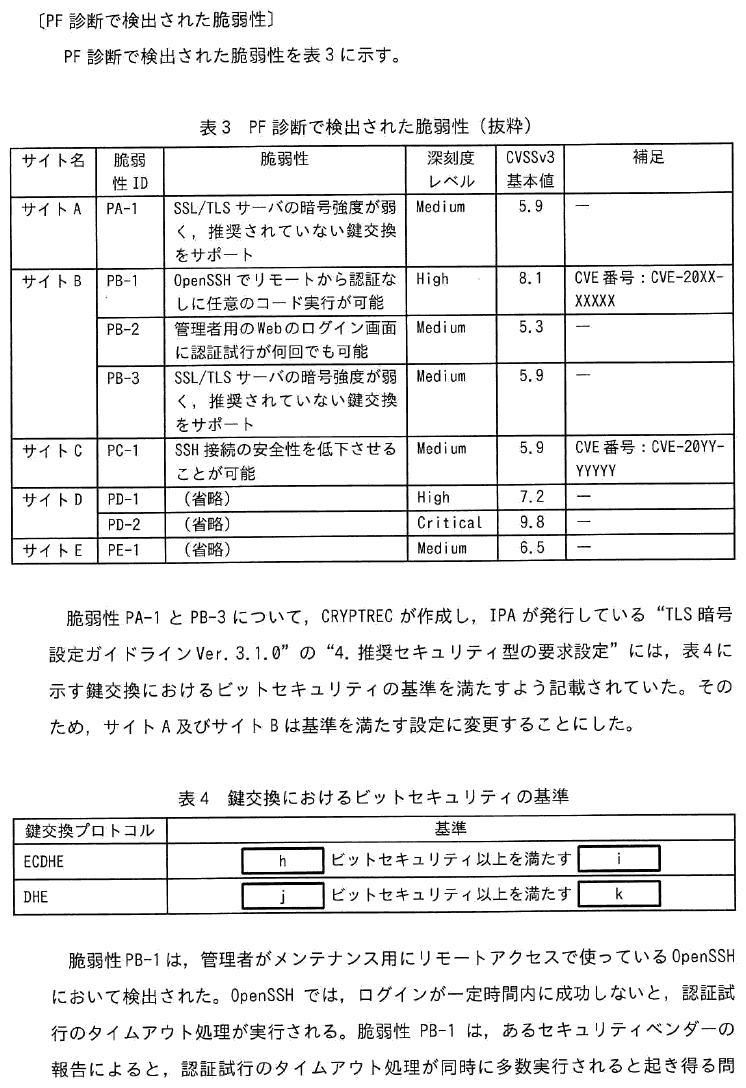 〔PF 診断で検出された脆弱性〕
PF 診断で検出された脆弱性を表３に示す。
表３　PF 診断で検出された脆弱性（抜粋）
サイト名　脆弱性 ID　脆弱性　深刻度レベル　CVSSv3 基本値　補足
サイト A　PA-1　SSL/TLS サーバの暗号強度が弱　Medium　5.9　―
く，推奨されていない鍵交換
をサポート
サイト B　PB-1　OpenSSH でリモートから認証な　High　8.1　CVE 番号：CVE-20XX-
しに任意のコード実行が可能　XXXXX
PB-2　管理者用の Web のログイン画面　Medium　5.3　―
に認証試行が何回でも可能
PB-3　SSL/TLS サーバの暗号強度が弱　Medium　5.9　―
く，推奨されていない鍵交換
をサポート
サイト C　PC-1　SSH 接続の安全性を低下させる　Medium　5.9　CVE 番号：CVE-20YY-
ことが可能　YYYYY
サイト D　PD-1　（省略）　High　7.2　―
PD-2　（省略）　Critical　9.8　―
サイト E　PE-1　（省略）　Medium　6.5　―
脆弱性 PA-1 と PB-3 について，CRYPTREC が作成し，IPA が発行している“TLS 暗号
設定ガイドライン Ver. 3.1.0”の“4. 推奨セキュリティ型の要求設定”には，表４に
示す鍵交換におけるビットセキュリティの基準を満たすよう記載されていた。その
ため，サイト A 及びサイト B は基準を満たす設定に変更することにした。
表４　鍵交換におけるビットセキュリティの基準
鍵交換プロトコル　基準
ECDHE　h　ビットセキュリティ以上を満たす　i
DHE　j　ビットセキュリティ以上を満たす　k
脆弱性 PB-1 は，管理者がメンテナンス用にリモートアクセスで使っている OpenSSH
において検出された。OpenSSH では，ログインが一定時間内に成功しないと，認証試
行のタイムアウト処理が実行される。脆弱性 PB-1 は，あるセキュリティベンダーの
報告によると，認証試行のタイムアウト処理が同時に多数実行されると起き得る問